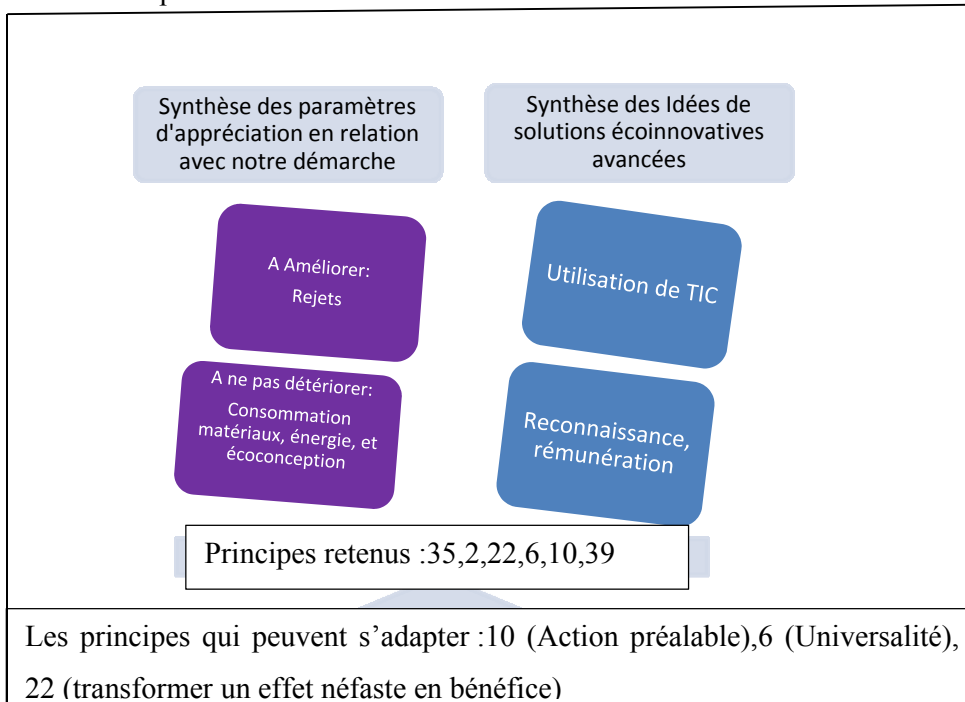 Synthèse des paramètres
d'appréciation en relation
avec notre démarche
Synthèse des Idées de
solutions écoinnovatives
avancées
A Améliorer:
Rejets
A ne pas détériorer:
Consommation
matériaux, énergie, et
écoconception
Utilisation de TIC
Reconnaissance,
rémunération
Principes retenus :35,2,22,6,10,39
Les principes qui peuvent s’adapter :10 (Action préalable),6 (Universalité),
22 (transformer un effet néfaste en bénéfice)